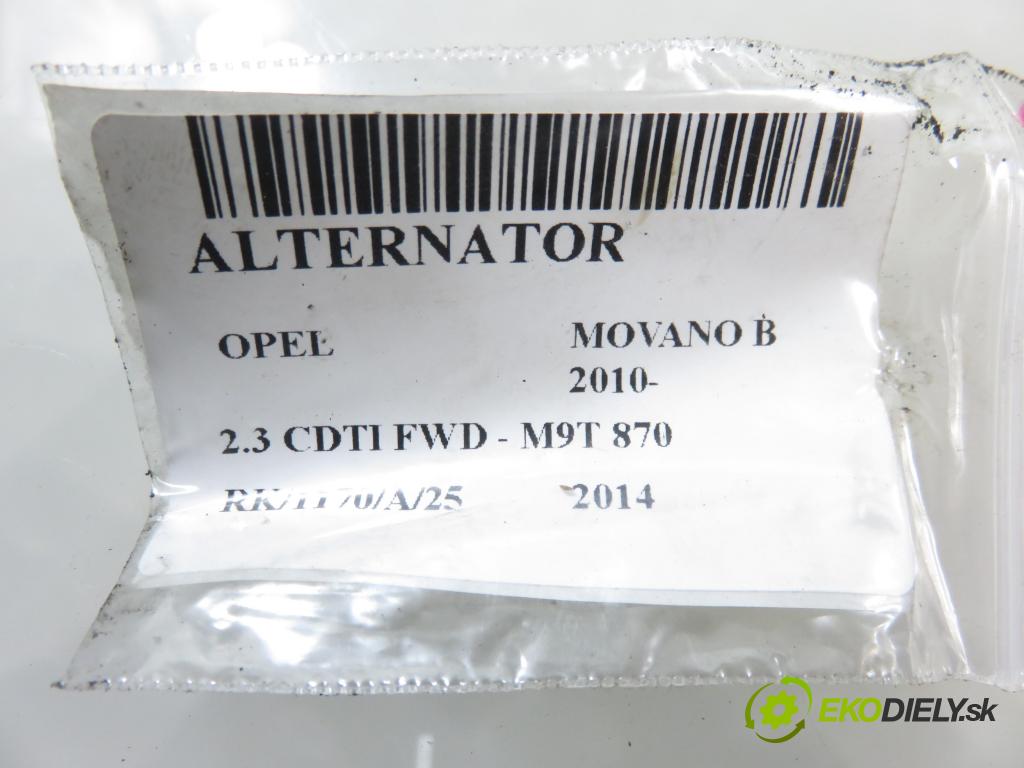 ALTERNATOR
OPEL MOVANO B
2010-
2.3 CDTI FWD - M9T 870
RK/1170/A/25 2014
EKODIELY.sk